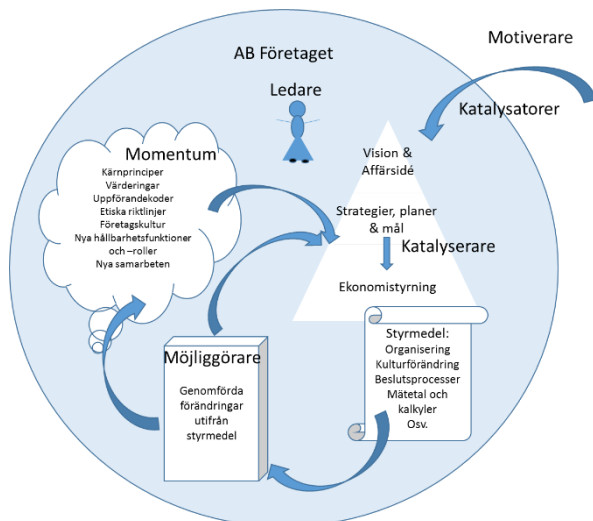 Motiverare
AB Företaget
Ledare
Katalysatorer
Momentum
Kärnprinciper
Värderingar
Uppförandekoder
Etiska riktlinjer
Företagskultur
Nya hållbarhetsfunktioner
och –roller
Nya samarbeten
Vision &
Affärsidé
Strategier, planer
& mål
Katalyserare
Ekonomistyrning
Styrmedel:
Organisering
Kulturförändring
Beslutsprocesser
Mätetal och
kalkyler
Osv.
Möjliggörare
Genomförda
förändringar
utifrån
styrmedel